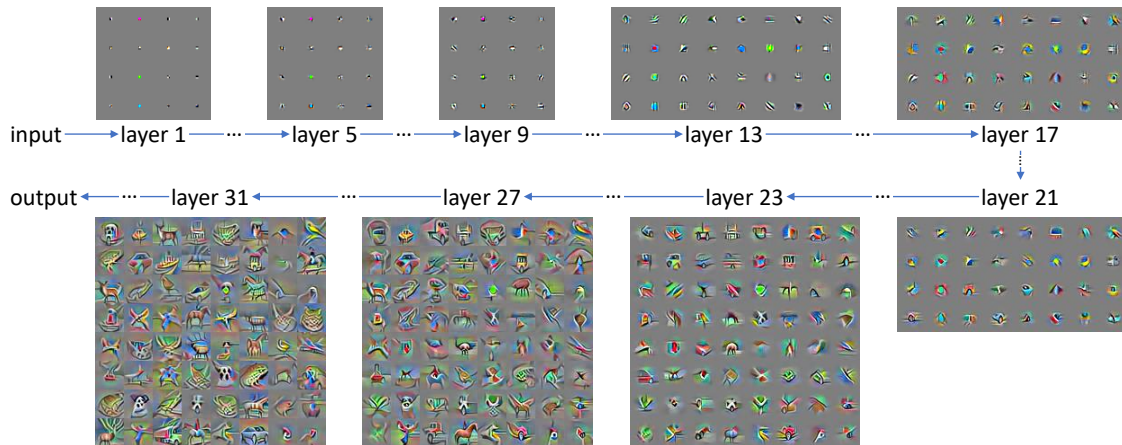 input layer 1 ... layer 5 ... layer 9 ... layer 13 ... layer 17
...
output ... layer 31 ... layer 27 ... layer 23 ... layer 21